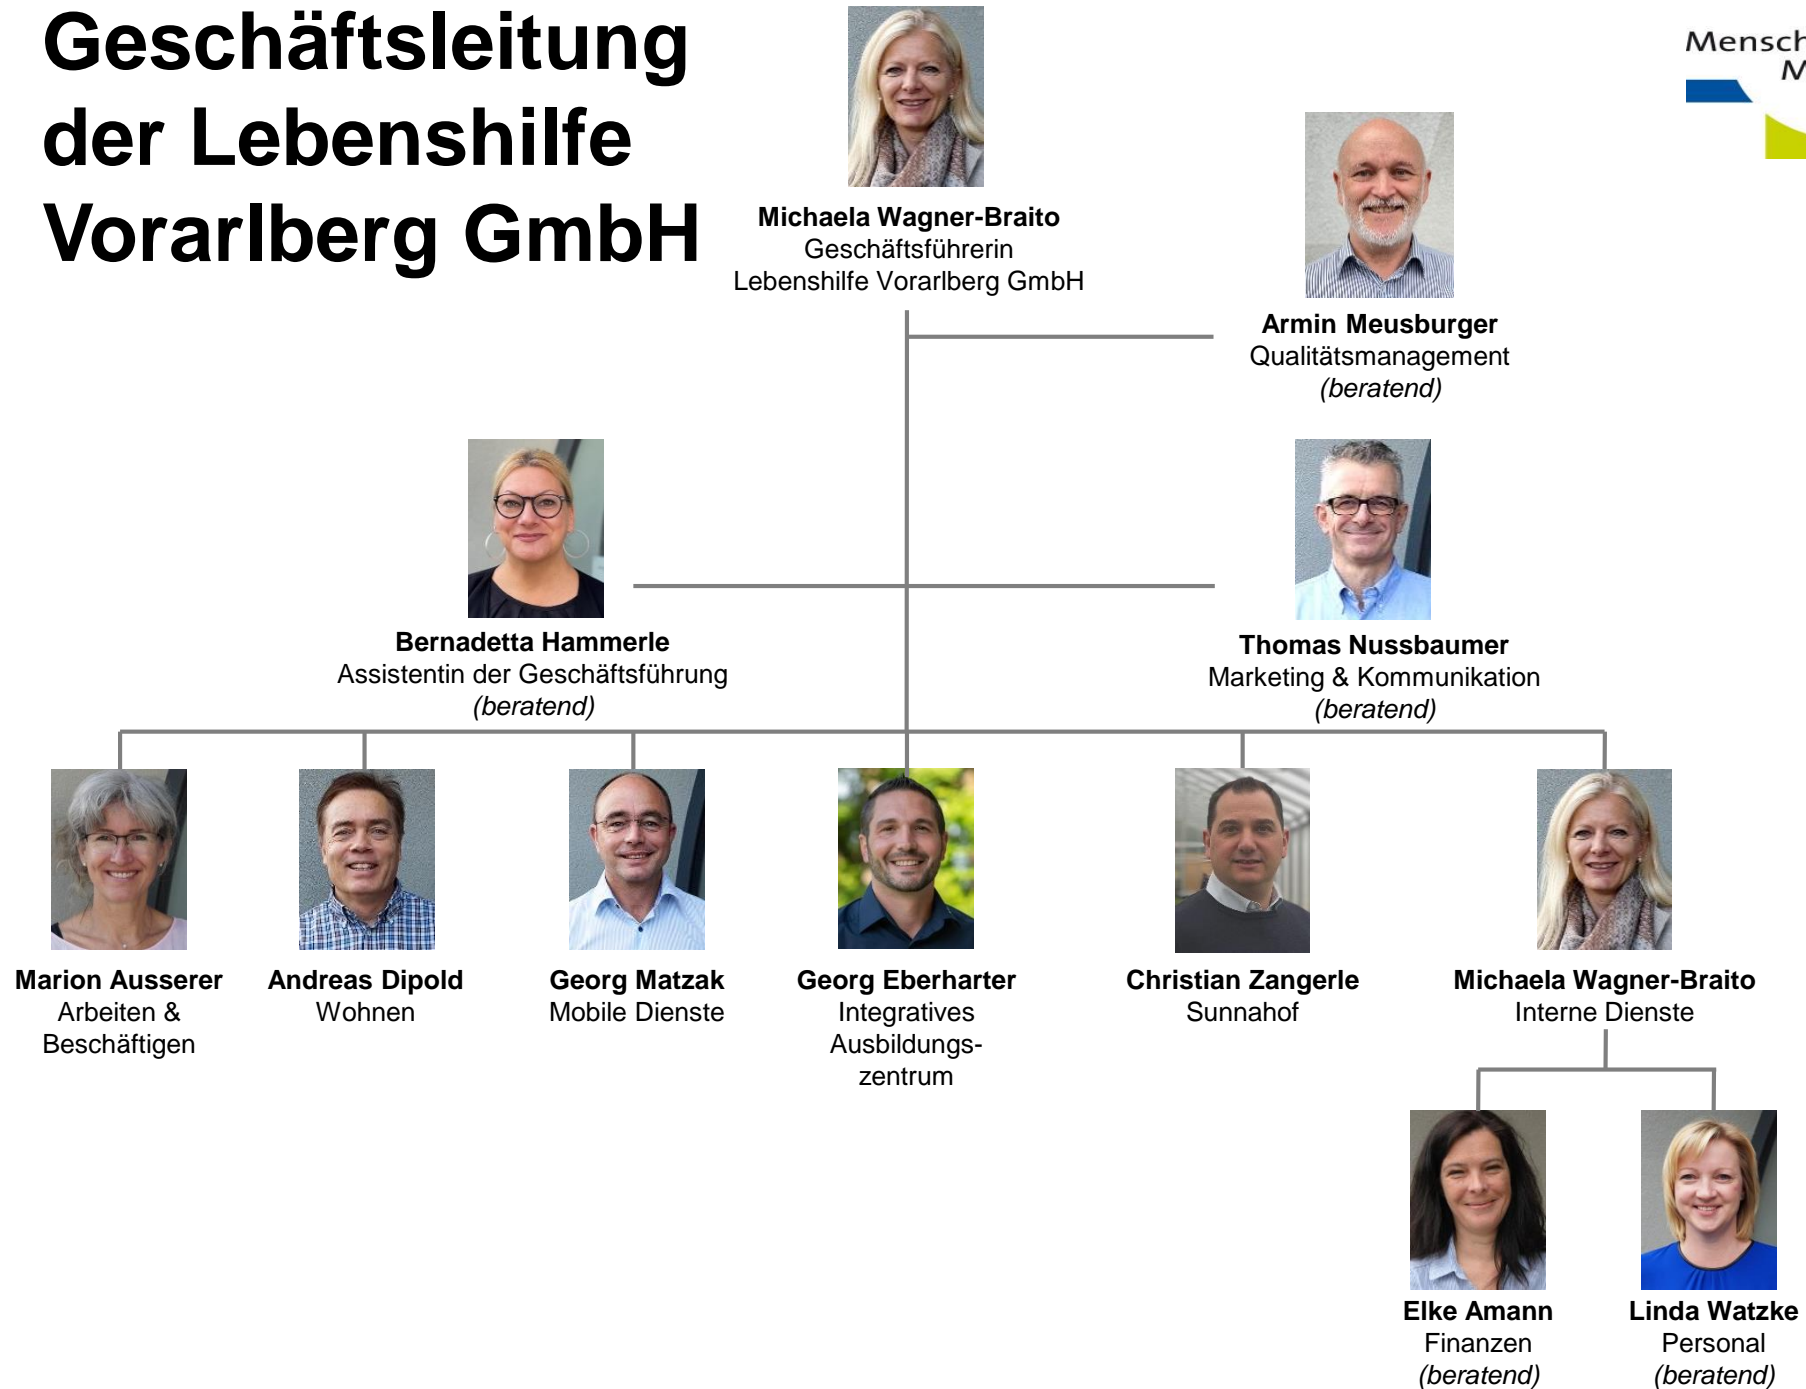 Geschäftsleitung
der Lebenshilfe
Vorarlberg GmbH
Michaela Wagner-Braito
Geschäftsführerin
Lebenshilfe Vorarlberg GmbH
Armin Meusburger
Qualitätsmanagement
(beratend)
Bernadetta Hammerle
Assistentin der Geschäftsführung
(beratend)
Thomas Nussbaumer
Marketing & Kommunikation
(beratend)
Marion Ausserer
Arbeiten &
Beschäftigen
Andreas Dipold
Wohnen
Georg Matzak
Mobile Dienste
Georg Eberharter
Integratives
Ausbildungs-
zentrum
Christian Zangerle
Sunnahof
Michaela Wagner-Braito
Interne Dienste
Elke Amann
Finanzen
(beratend)
Linda Watzke
Personal
(beratend)